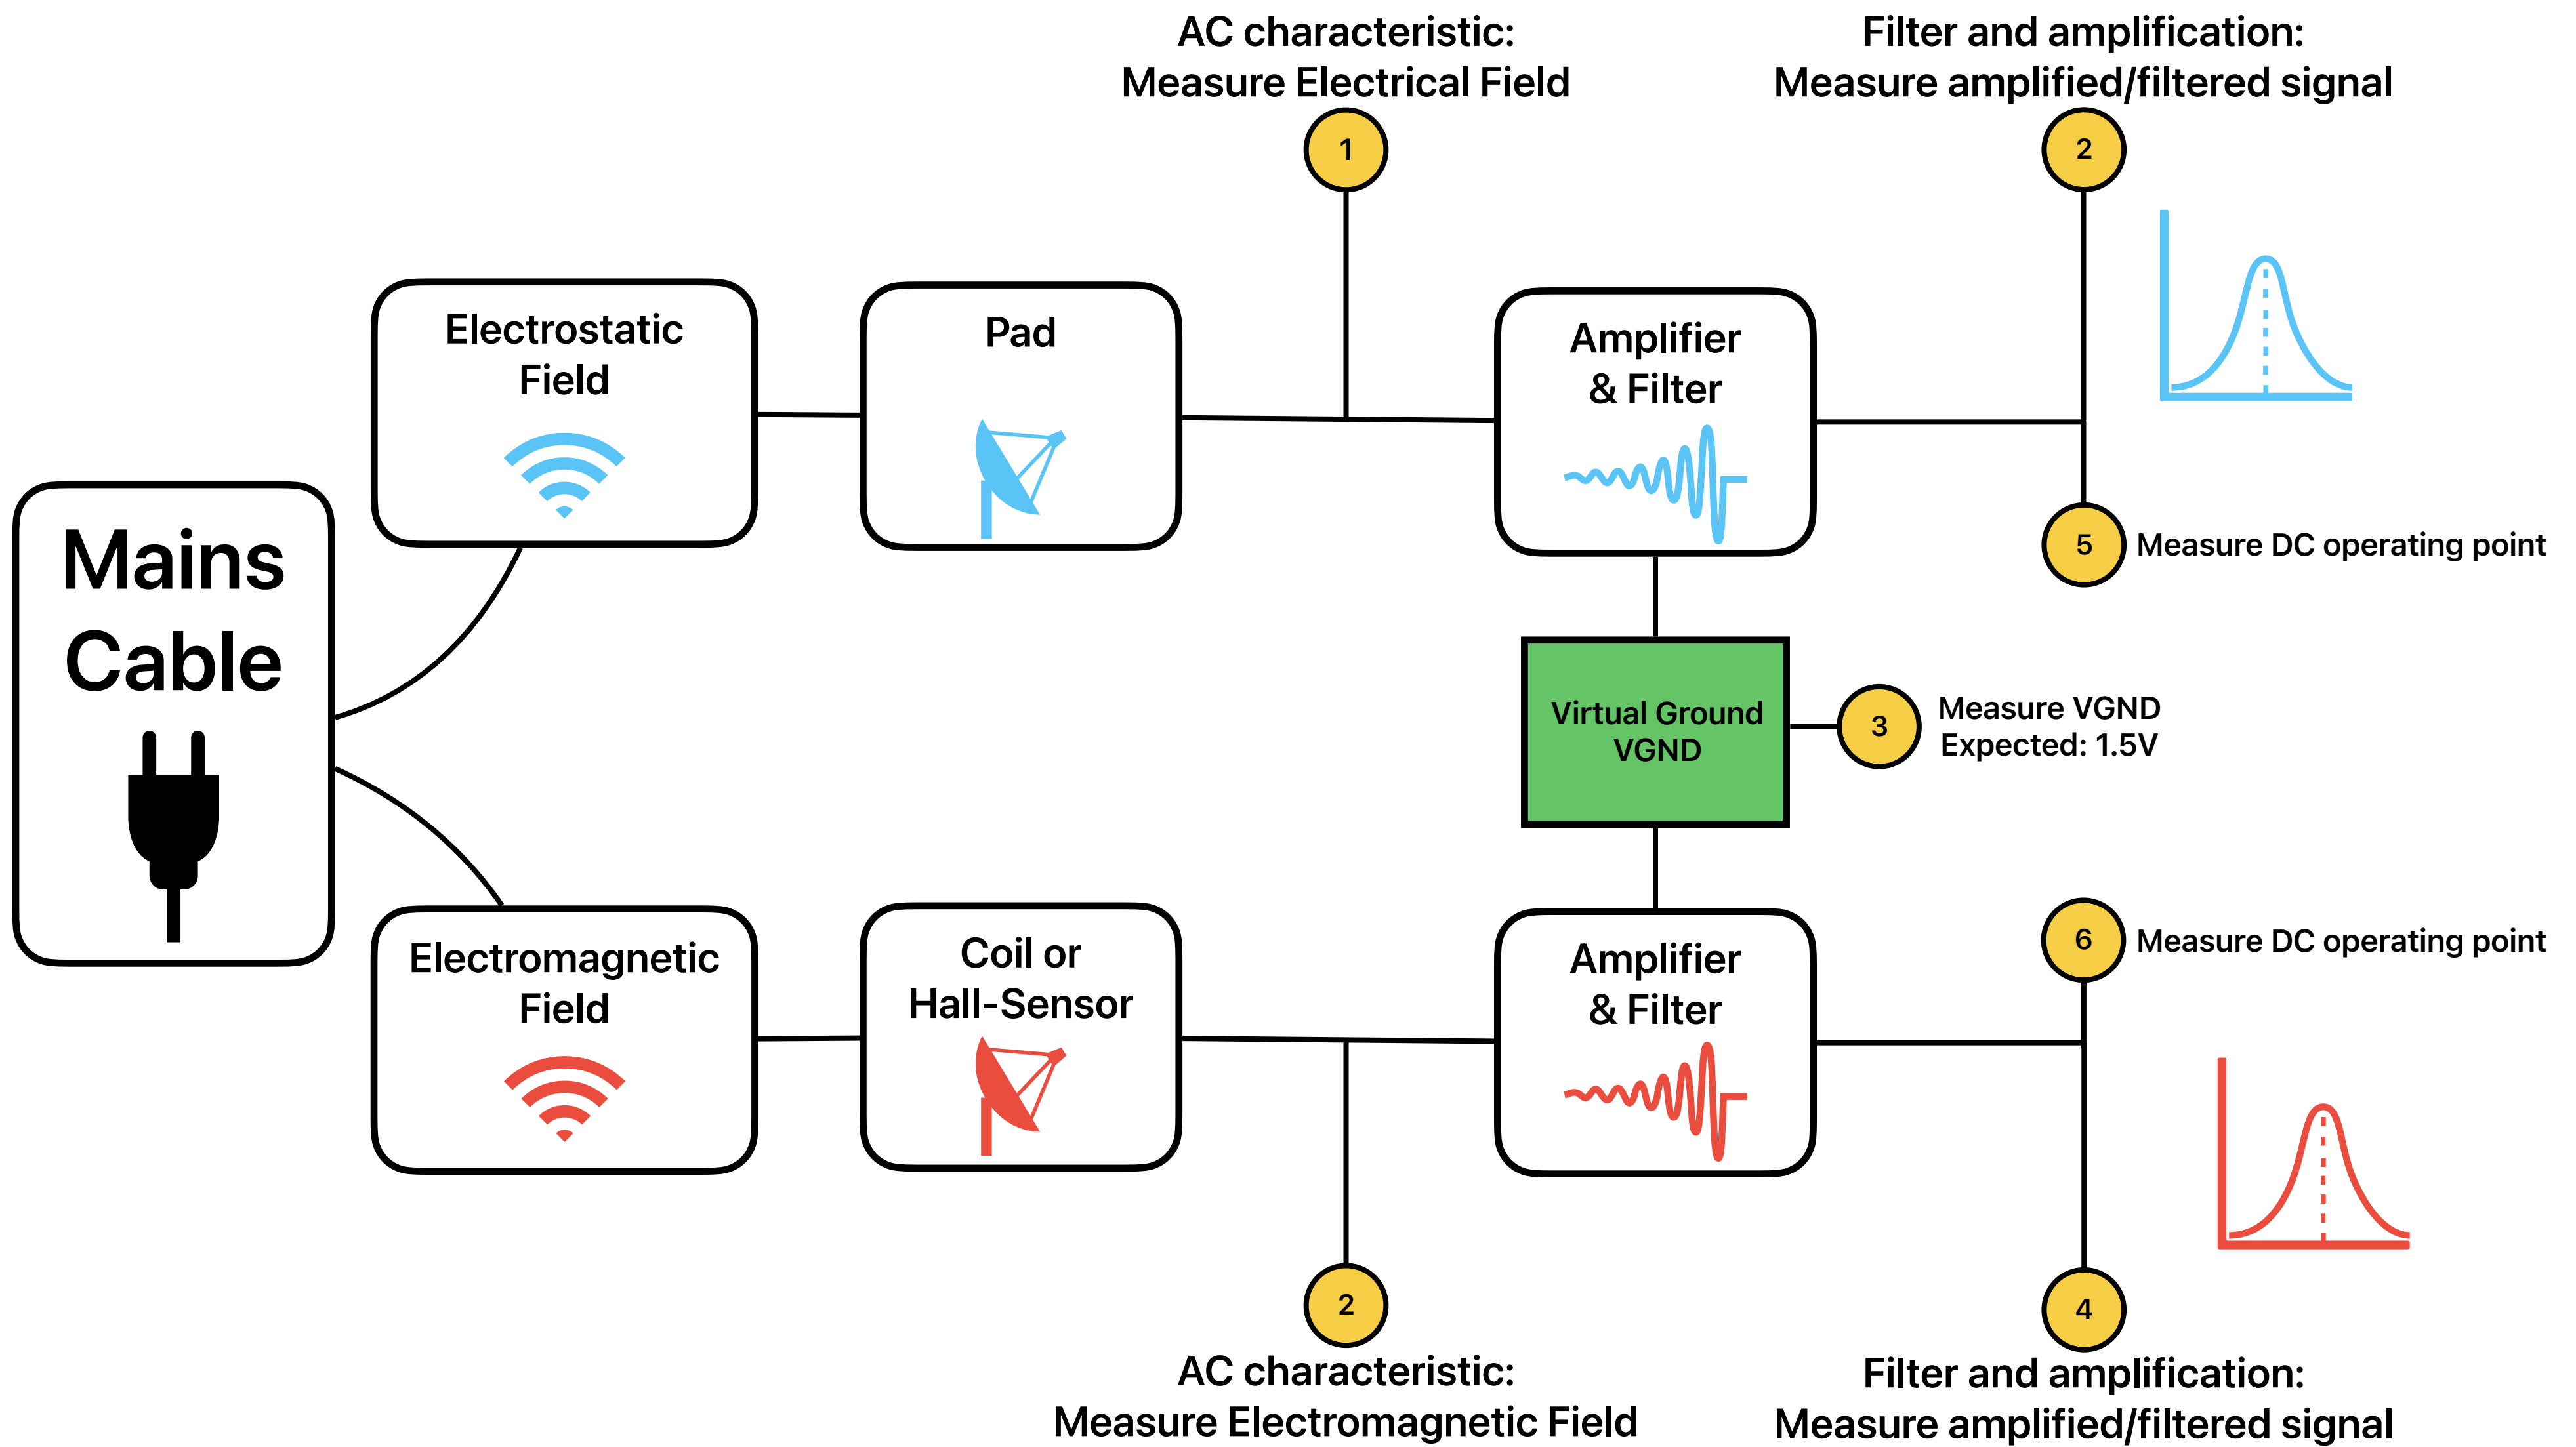 AC characteristic:
Measure Electrical Field
1
Filter and amplification:
Measure amplified/filtered signal
2
Electrostatic
Field
Pad
Amplifier
& Filter
5
Measure DC operating point
Mains
Cable
Virtual Ground
VGND
3
Measure VGND
Expected: 1.5V
Electromagnetic
Field
Coil or
Hall-Sensor
Amplifier
& Filter
6
Measure DC operating point
2
AC characteristic:
Measure Electromagnetic Field
4
Filter and amplification:
Measure amplified/filtered signal